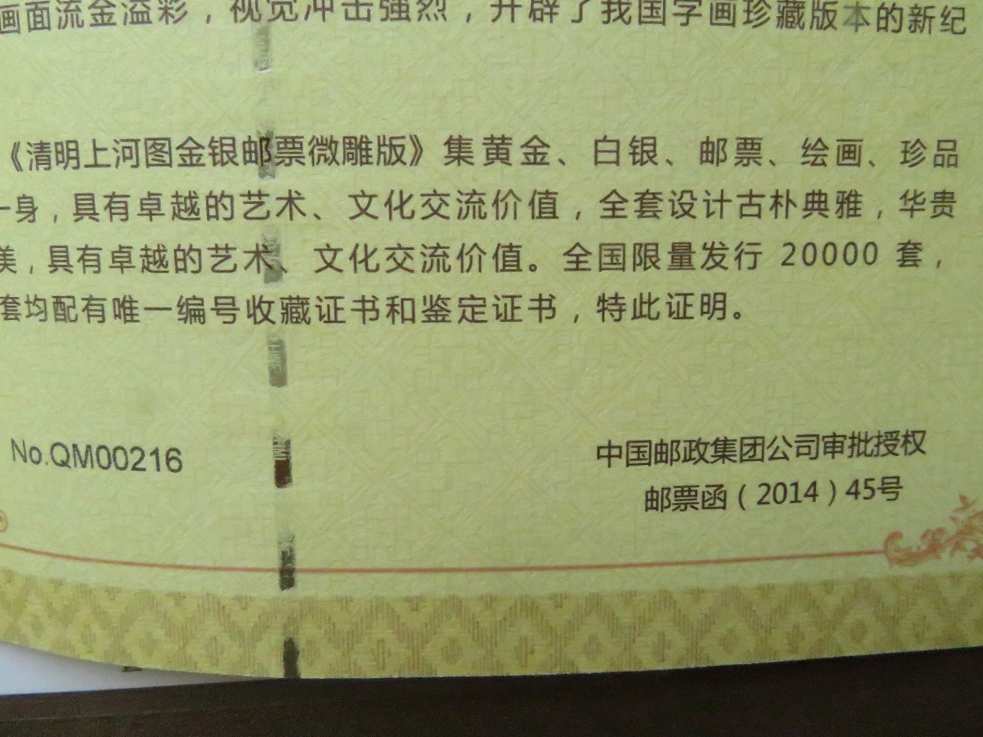 画面流金溢彩，视觉冲击强烈，开辟了我国字画珍藏版本的新纪
《清明上河图金银邮票微雕版》集黄金、白银、邮票、绘画、珍品
一身，具有卓越的艺术、文化交流价值，全套设计古朴典雅，华贵
美，具有卓越的艺术、文化交流价值。全国限量发行 20000 套，
套均配有唯一编号收藏证书和鉴定证书，特此证明。
No.QM00216
中国邮政集团公司审批授权
邮票函（2014）45号